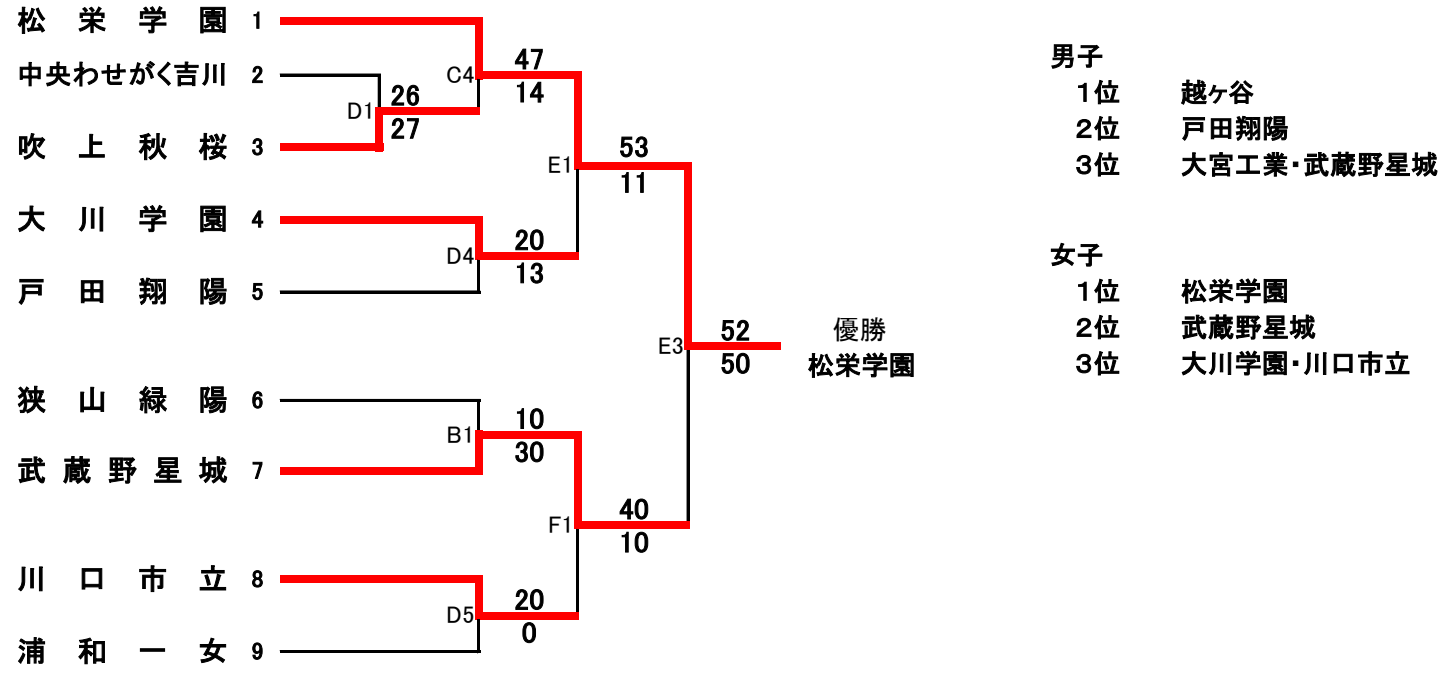 松栄学園 1
中央わせがく吉川 2
吹上秋桜 3
大川学園 4
戸田翔陽 5
狭山緑陽 6
武蔵野星城 7
川口市立 8
浦和一女 9
D1
26
27
C4
47
14
D4
20
13
B1
10
30
D5
20
0
E1
53
11
F1
40
10
E3
52
50
優勝
松栄学園
男子
1位 越ヶ谷
2位 戸田翔陽
3位 大宮工業・武蔵野星城
女子
1位 松栄学園
2位 武蔵野星城
3位 大川学園・川口市立